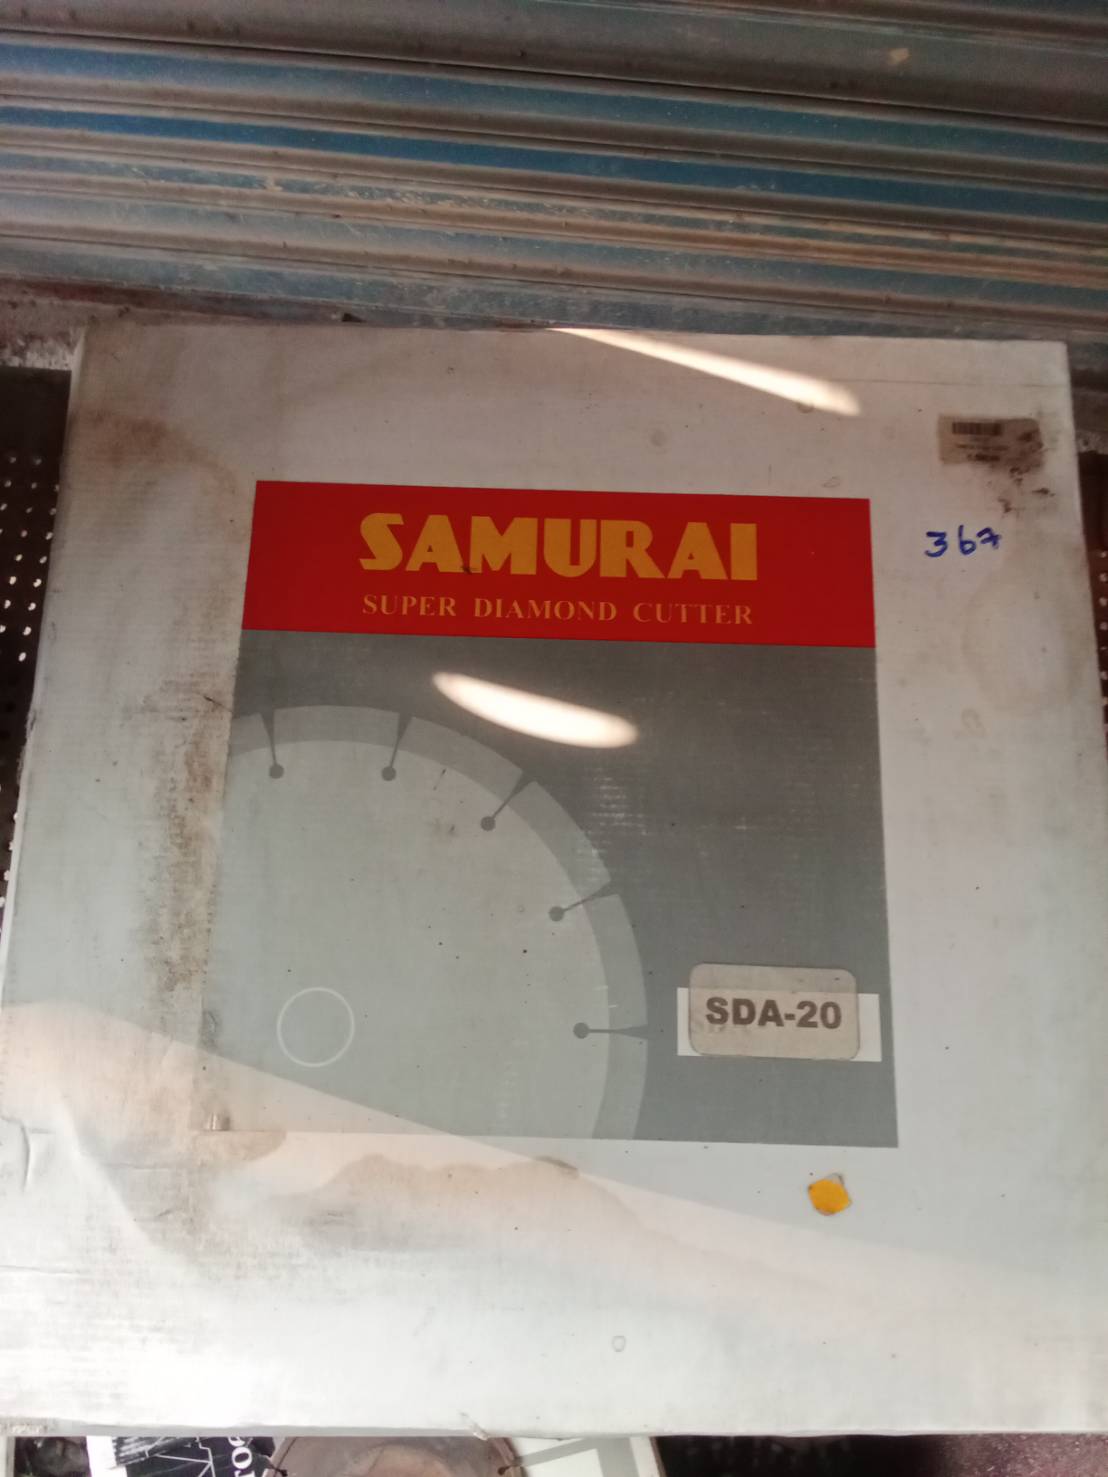 SAMURAI
SUPER DIAMOND CUTTER
367
SDA-20